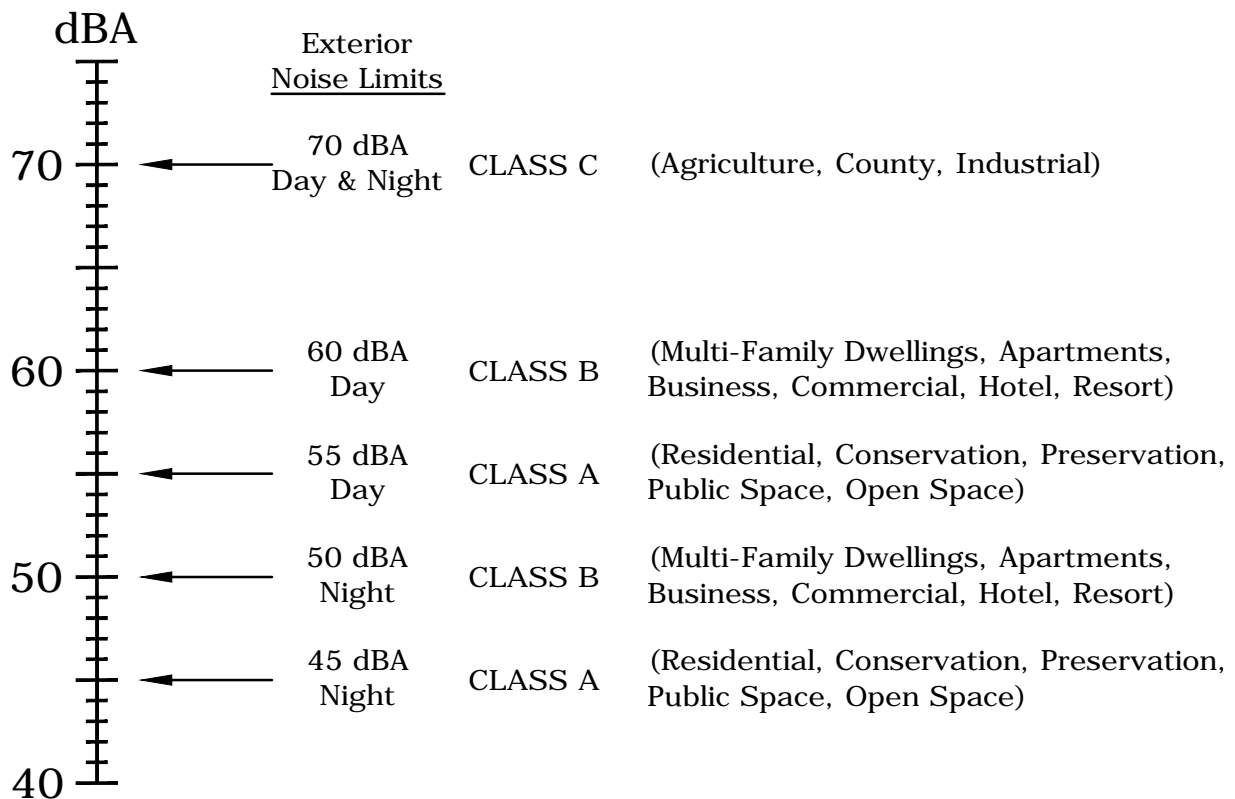 dBA
Exterior
Noise Limits
70
70 dBA
Day & Night
CLASS C
(Agriculture, County, Industrial)
60
60 dBA
Day
CLASS B
(Multi-Family Dwellings, Apartments,
Business, Commercial, Hotel, Resort)
55 dBA
Day
CLASS A
(Residential, Conservation, Preservation,
Public Space, Open Space)
50
50 dBA
Night
CLASS B
(Multi-Family Dwellings, Apartments,
Business, Commercial, Hotel, Resort)
45 dBA
Night
CLASS A
(Residential, Conservation, Preservation,
Public Space, Open Space)
40